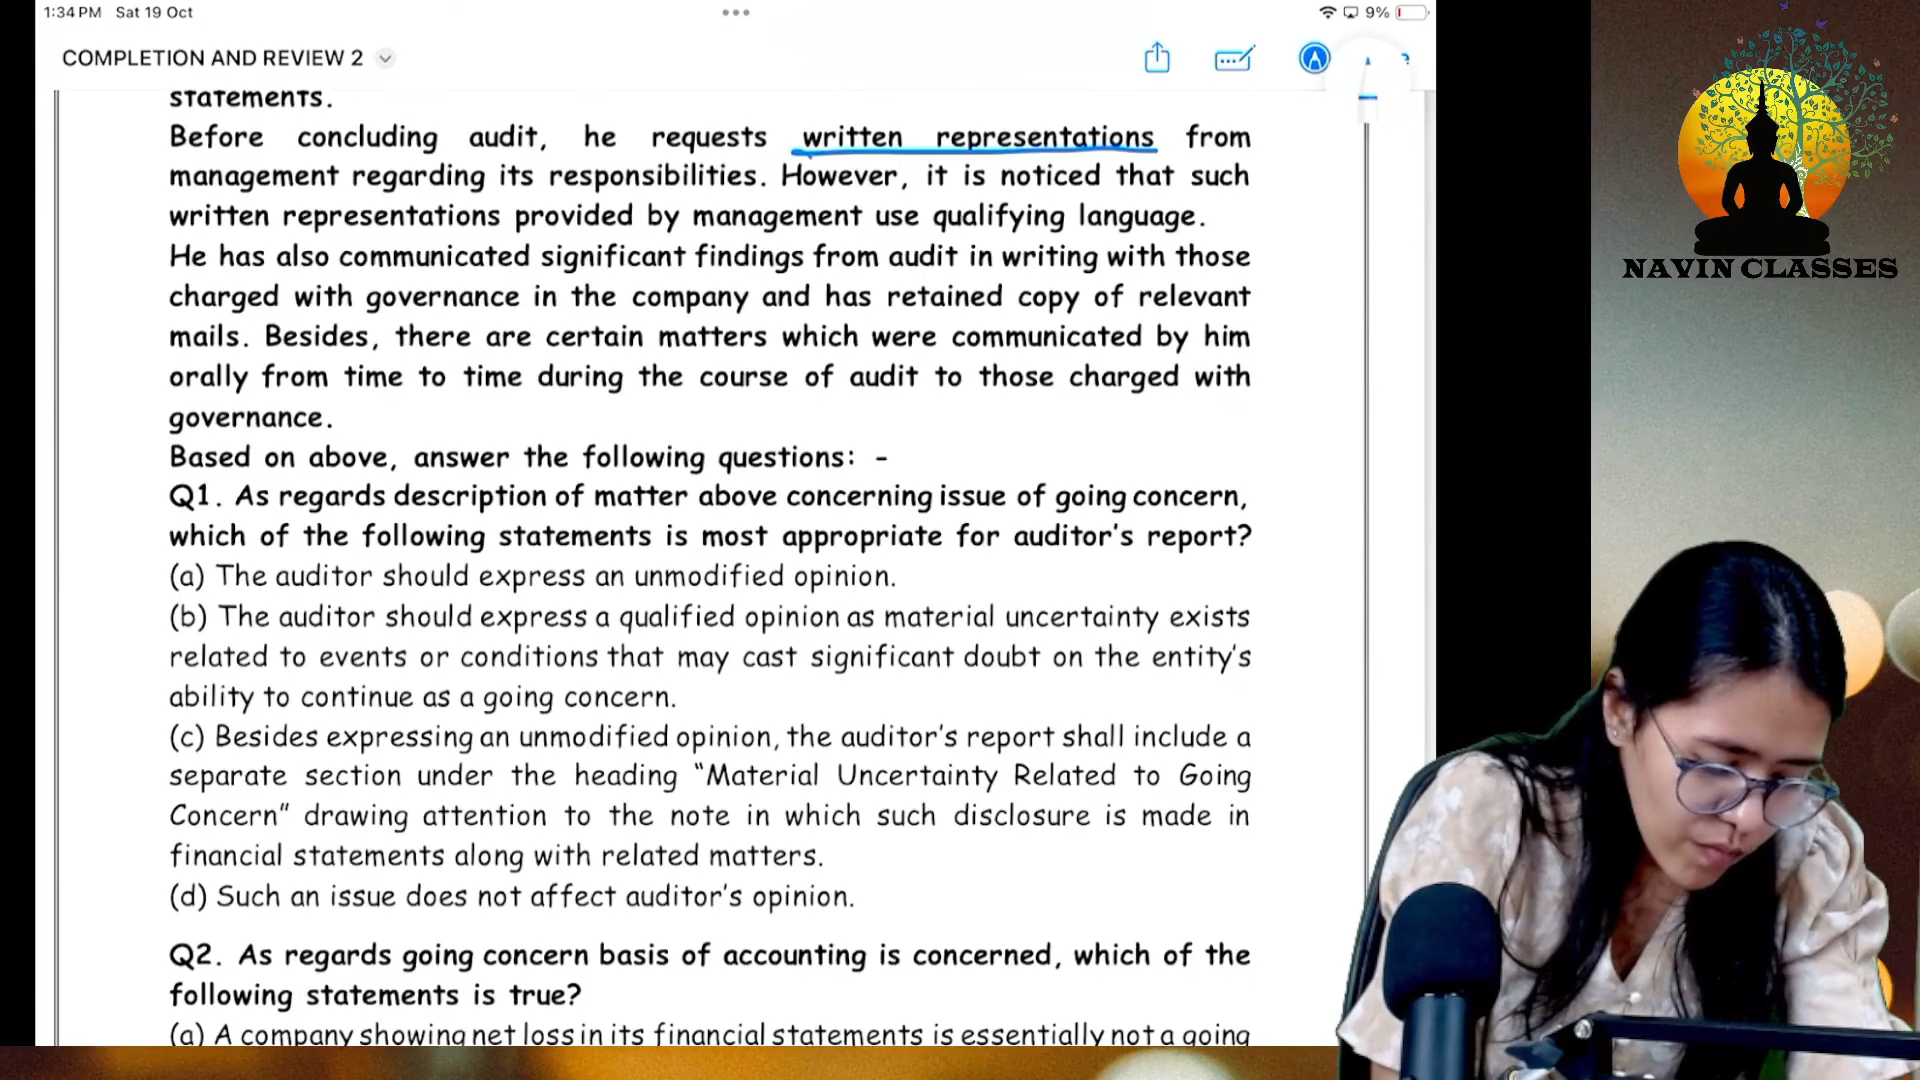 1:34 PM Sat 19 Oct
9%
COMPLETION AND REVIEW 2
statements.
Before concluding audit, he requests written representations from
management regarding its responsibilities. However, it is noticed that such
written representations provided by management use qualifying language.
He has also communicated significant findings from audit in writing with those
charged with governance in the company and has retained copy of relevant
mails. Besides, there are certain matters which were communicated by him
orally from time to time during the course of audit to those charged with
governance.
Based on above, answer the following questions: -
Q1. As regards description of matter above concerning issue of going concern,
which of the following statements is most appropriate for auditor's report?
(a) The auditor should express an unmodified opinion.
(b) The auditor should express a qualified opinion as material uncertainty exists
related to events or conditions that may cast significant doubt on the entity's
ability to continue as a going concern.
(c) Besides expressing an unmodified opinion, the auditor's report shall include a
separate section under the heading "Material Uncertainty Related to Going
Concern" drawing attention to the note in which such disclosure is made in
financial statements along with related matters.
(d) Such an issue does not affect auditor's opinion.
Q2. As regards going concern basis of accounting is concerned, which of the
following statements is true?
(a) A company showing net loss in its financial statements is essentially not a going
NAVIN CLASSES